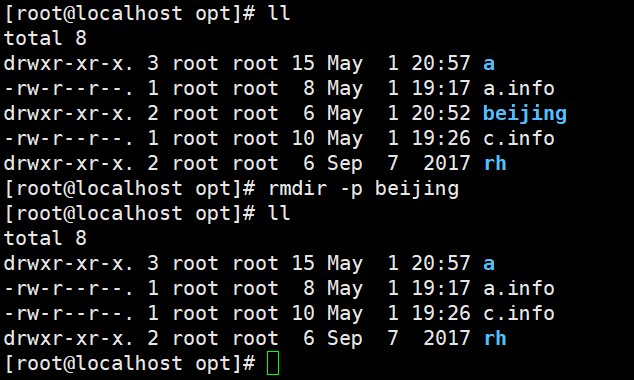 [root@localhost opt]# ll
total 8
drwxr-xr-x. 3 root root 15 May  1 20:57 a
-rw-r--r--. 1 root root  8 May  1 19:17 a.info
drwxr-xr-x. 2 root root  6 May  1 20:52 beijing
-rw-r--r--. 1 root root 10 May  1 19:26 c.info
drwxr-xr-x. 2 root root  6 Sep  7  2017 rh
[root@localhost opt]# rmdir -p beijing
[root@localhost opt]# ll
total 8
drwxr-xr-x. 3 root root 15 May  1 20:57 a
-rw-r--r--. 1 root root  8 May  1 19:17 a.info
-rw-r--r--. 1 root root 10 May  1 19:26 c.info
drwxr-xr-x. 2 root root  6 Sep  7  2017 rh
[root@localhost opt]#